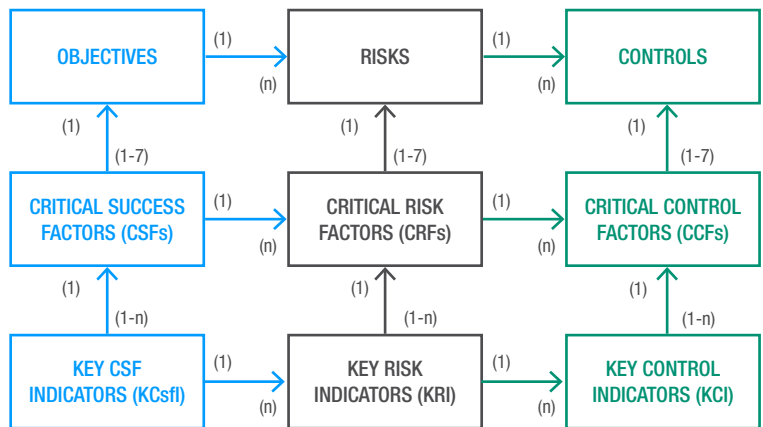 (1) (1)
OBJECTIVES RISKS CONTROLS
(n) (n)
(1) (1) (1)
(1-7) (1-7) (1-7)
CRITICAL SUCCESS FACTORS (CSFs)
(1)
CRITICAL RISK FACTORS (CRFs)
(1)
CRITICAL CONTROL FACTORS (CCFs)
(n) (n)
(1) (1) (1)
(1-n) (1-n) (1-n)
KEY CSF INDICATORS (KCsfI)
(1)
KEY RISK INDICATORS (KRI)
(1)
KEY CONTROL INDICATORS (KCI)
(n) (n)